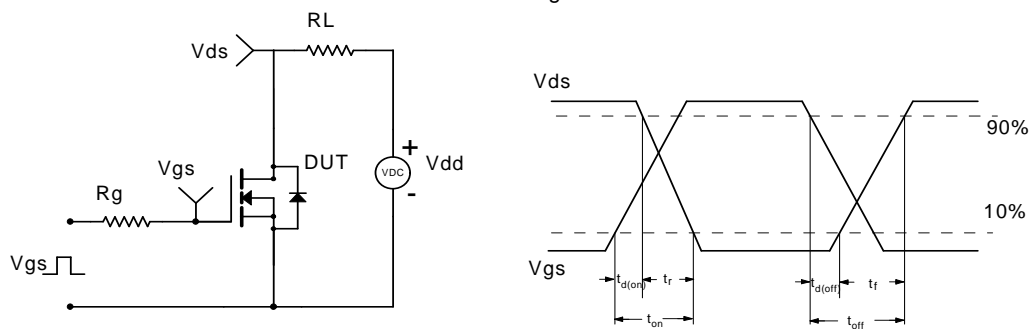 RL
Vds
Vgs
DUT
+
VDC
Vdd
-
Rg
Vgs
Vds
90%
10%
Vgs
td(on)
tr
td(off)
tf
ton
toff